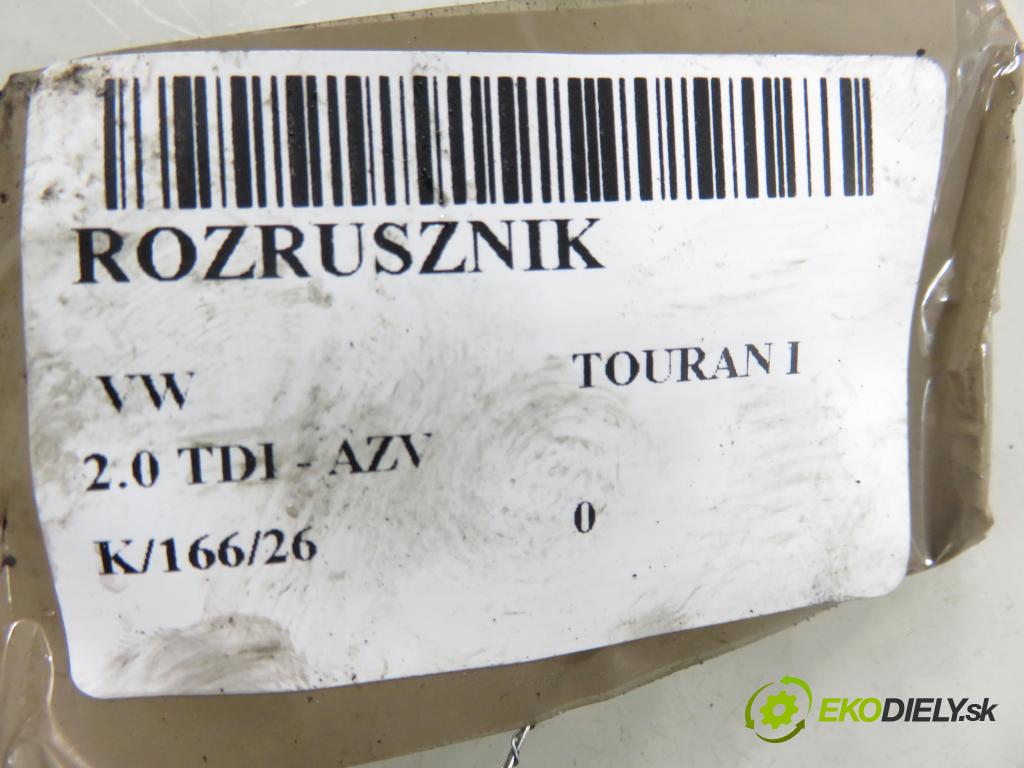 ROZRUSZNIK
VW TOURAN I
2.0 TDI - AZV
K/166/26 0
EKODIELY.sk